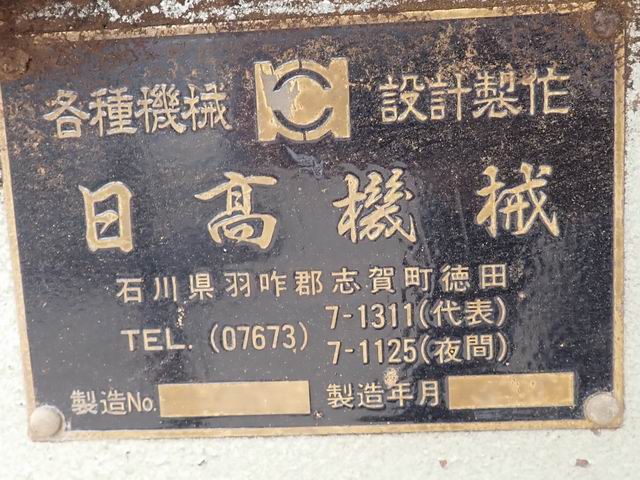 各種機械 設計製作
日髙機械
石川県羽咋郡志賀町徳田
TEL. (07673) 7-1311(代表)
7-1125(夜間)
製造No. 製造年月